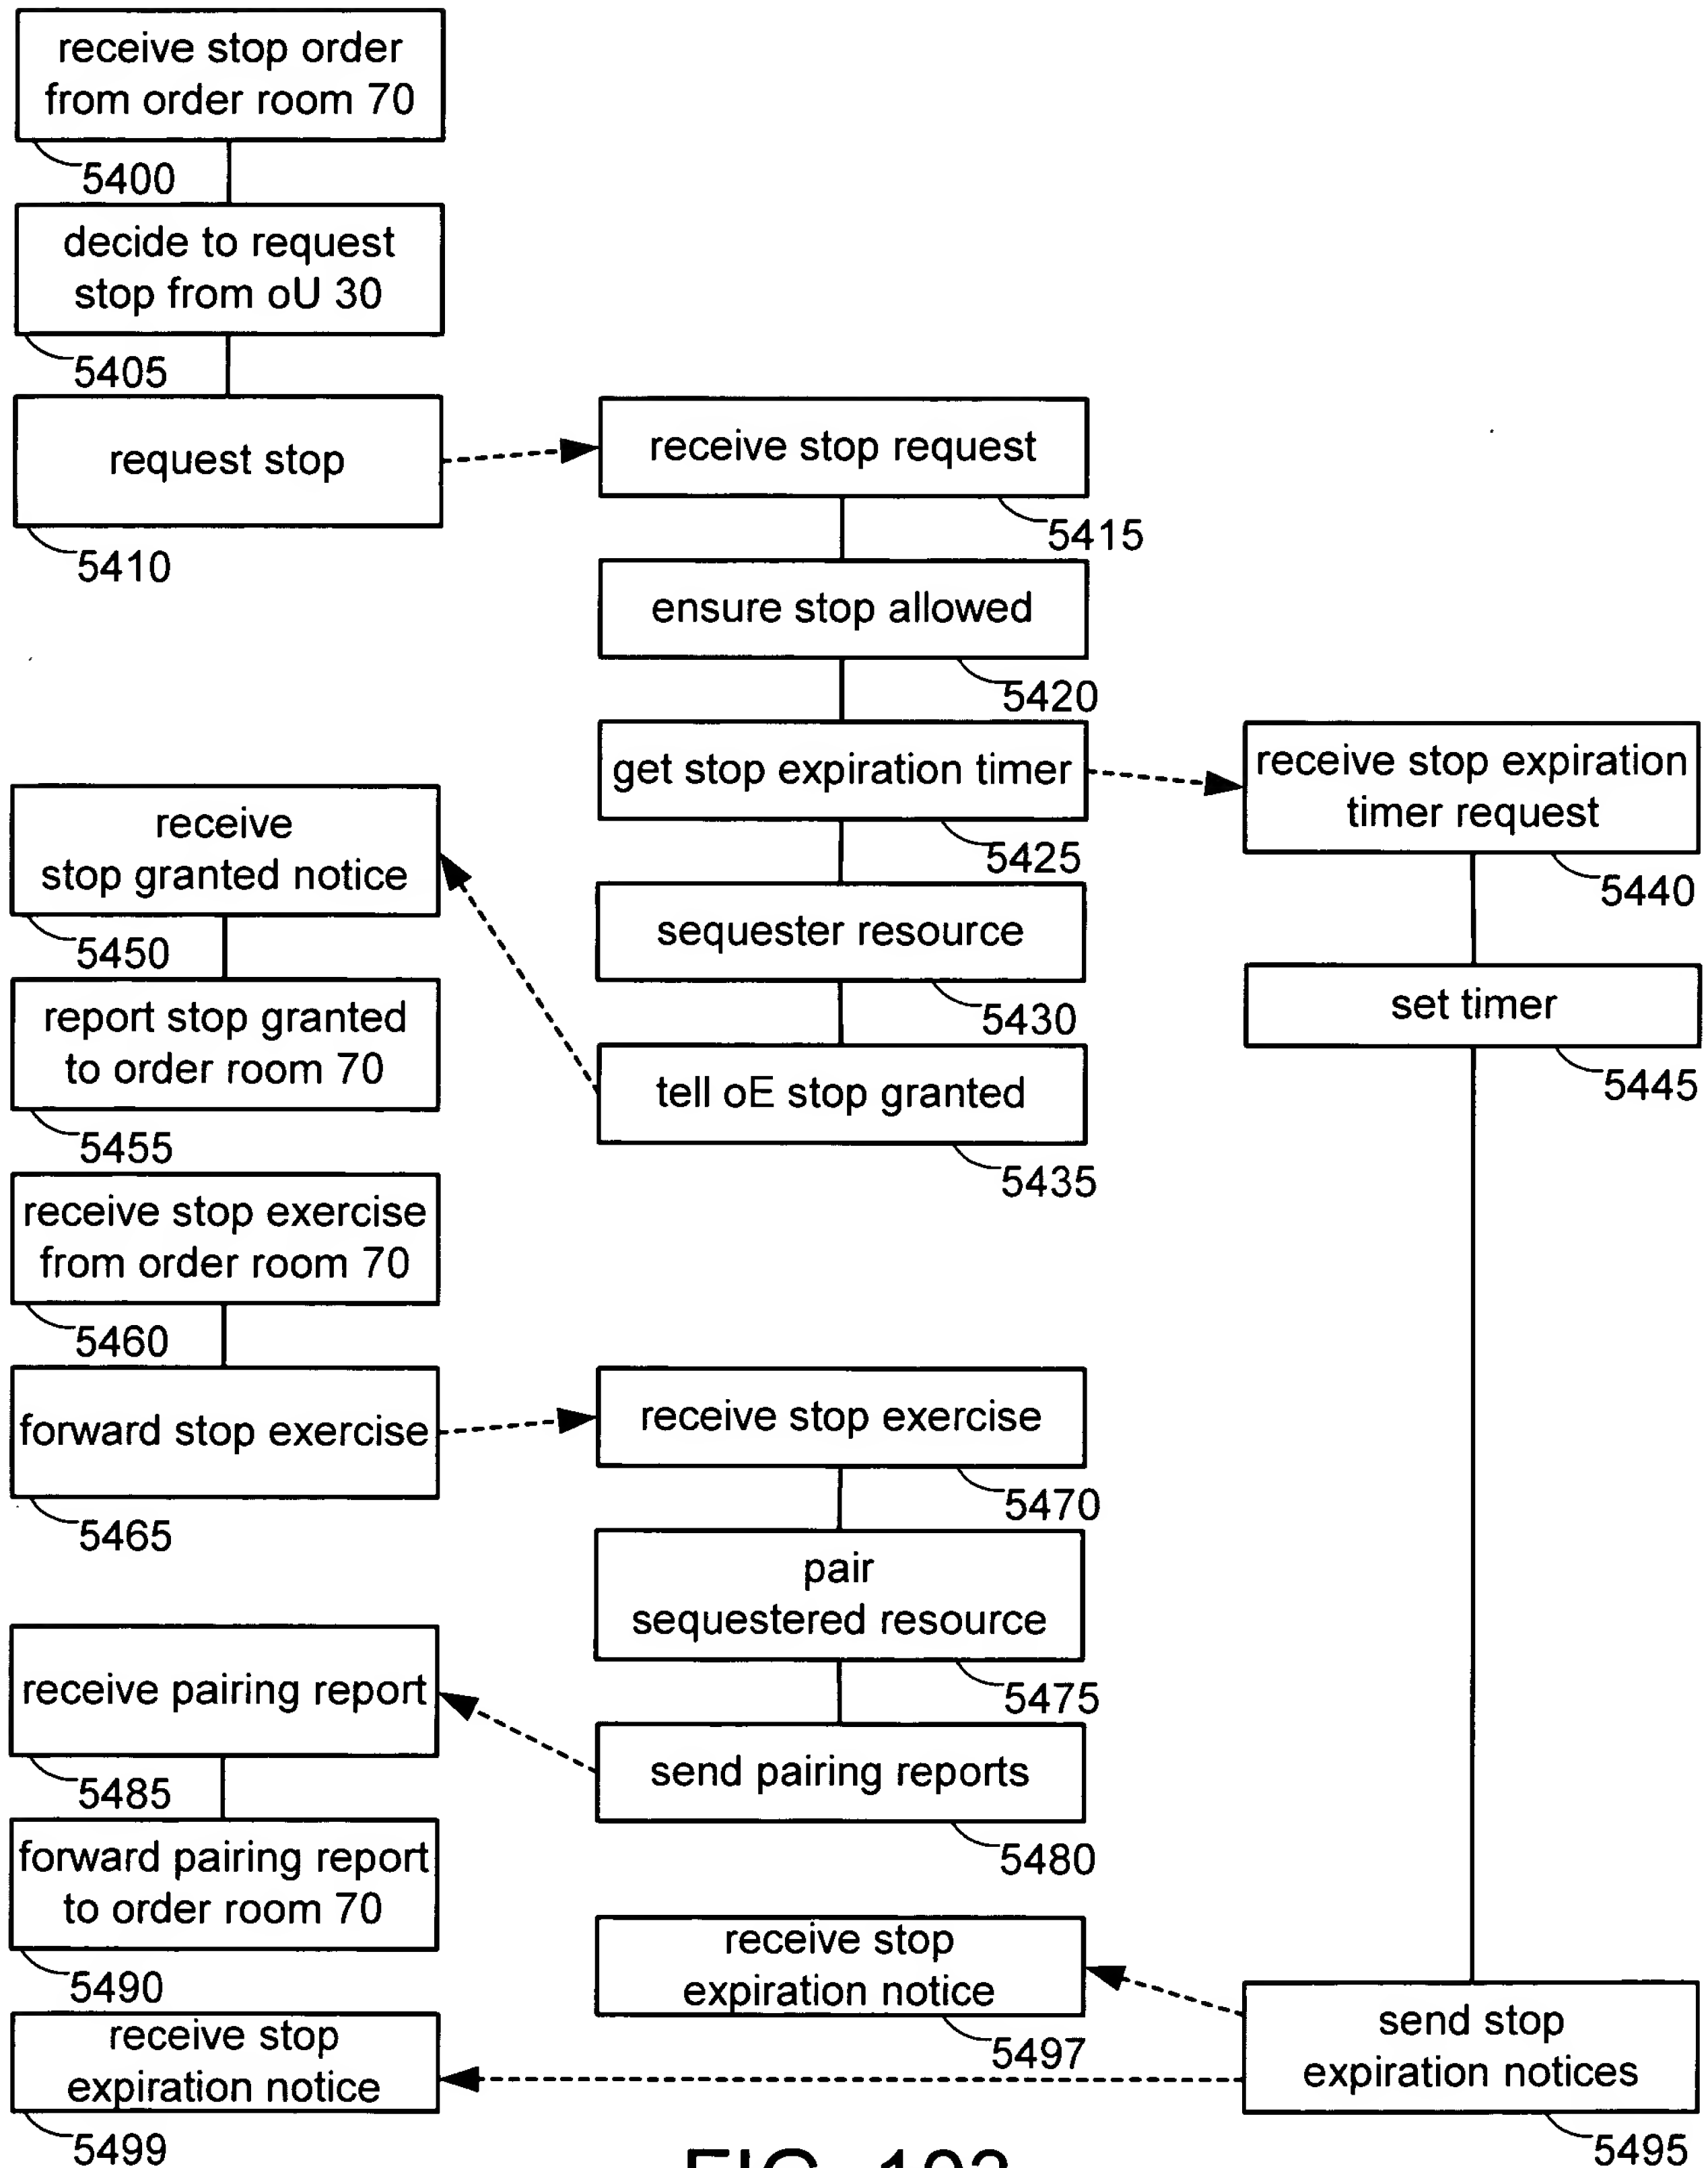 receive stop order
from order room 70
5400
decide to request
stop from oU 30
5405
request stop
5410
receive stop request
5415
ensure stop allowed
5420
get stop expiration timer
5425
receive stop expiration
timer request
5440
sequester resource
5430
set timer
5445
tell oE stop granted
5435
receive
stop granted notice
5450
report stop granted
to order room 70
5455
receive stop exercise
from order room 70
5460
forward stop exercise
5465
receive stop exercise
5470
pair
sequestered resource
5475
send pairing reports
5480
receive pairing report
5485
forward pairing report
to order room 70
5490
receive stop
expiration notice
5497
send stop
expiration notices
5495
receive stop
expiration notice
5499